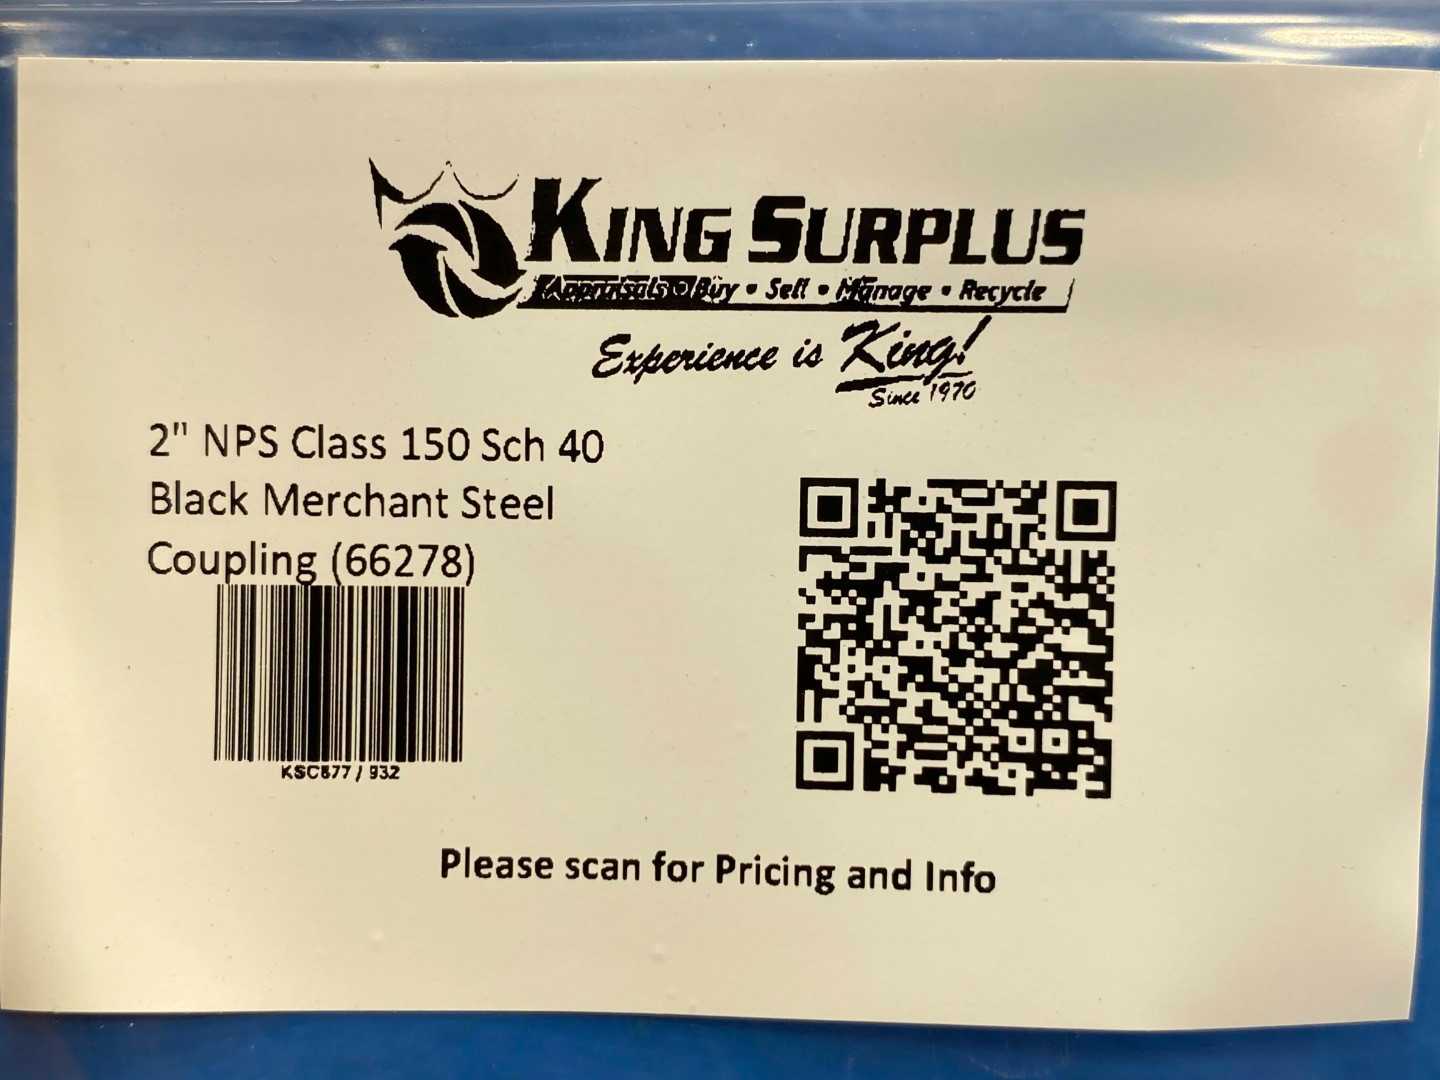 KING SURPLUS
Appraisals • Buy • Sell • Manage • Recycle
Experience is King!
Since 1970
2" NPS Class 150 Sch 40
Black Merchant Steel
Coupling (66278)
KSC877 / 932
Please scan for Pricing and Info